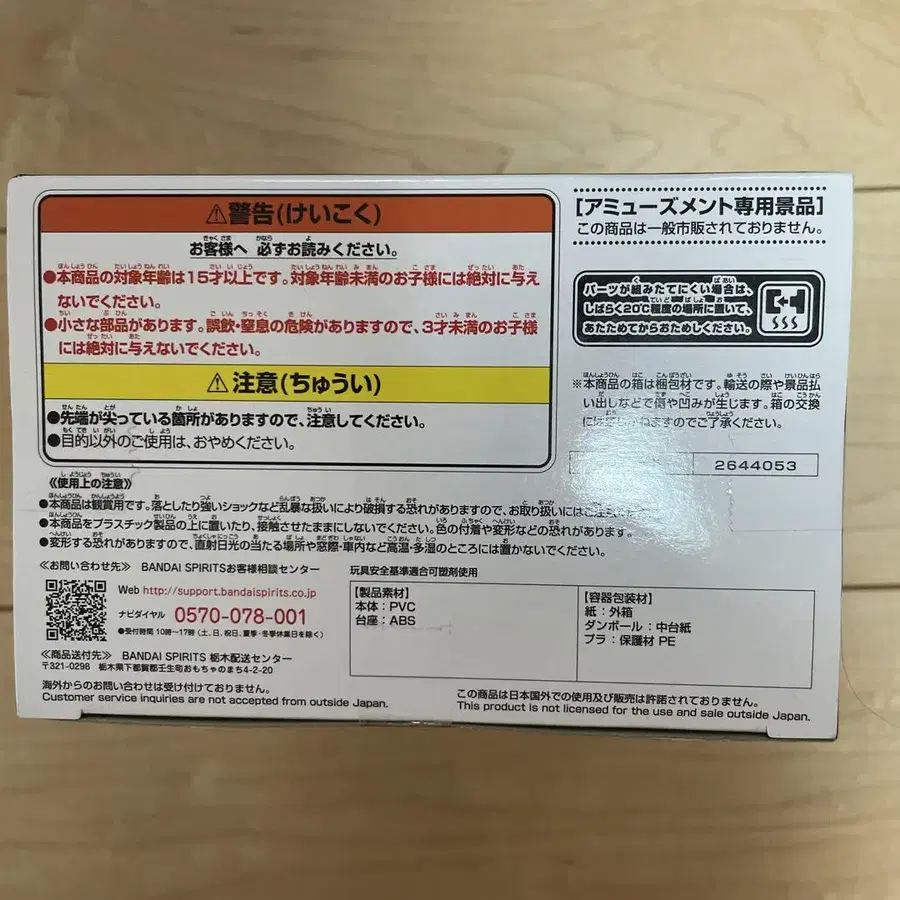 ⚠警告(けいこく)
お客様へ 必ずお読みください。
●本商品の対象年齢は15才以上です。対象年齢未満のお子様には絶対に与え
ないでください。
●小さな部品があります。誤飲・窒息の危険がありますので、3才未満のお子様
には絶対に与えないでください。
⚠注意(ちゅうい)
●先端が尖っている箇所がありますので、注意してください。
●目的以外のご使用は、おやめください。
《使用上の注意》
●本商品は観賞用です。落としたり強いショックなど乱暴な扱いにより破損する恐れがありますので、お取り扱いにはご注意
●本商品をプラスチック製品の上に置いたり、接触させたままにしないでください。色の付着や変形などの恐れがあります。
●変形する恐れがありますので、直射日光の当たる場所や窓際・車内など高温・多湿のところには置かないでください。
《お問い合わせ先》 BANDAI SPIRITSお客様相談センター
Web http://support.bandaispirits.co.jp
ナビダイヤル 0570-078-001
●受付時間 10時〜17時(土、日、祝日、夏季・冬季休業日を除く)
《商品送付先》 BANDAI SPIRITS 栃木配送センター
〒321-0298 栃木県下都賀郡壬生町おもちゃのまち4-2-20
海外からのお問い合わせは受け付けておりません。
Customer service inquiries are not accepted from outside Japan.
[アミューズメント専用景品]
この商品は一般市販されておりません。
パーツが組みたてにくい場合は、
しばらく20℃程度の場所に置いて、
あたためてからおためしください。
※本商品の箱は梱包材です。輸送の際や景品払
い出しなどで傷や凹みが生じます。箱の交換
には応じかねますのでご了承ください。
2644053
玩具安全基準適合可塑剤使用
【製品素材】
本体：PVC
台座：ABS
【容器包装材】
紙：外箱
ダンボール：中台紙
プラ：保護材 PE
この商品は日本国外での使用及び販売は許諾されておりません。
This product is not licensed for the use and sale outside Japan.